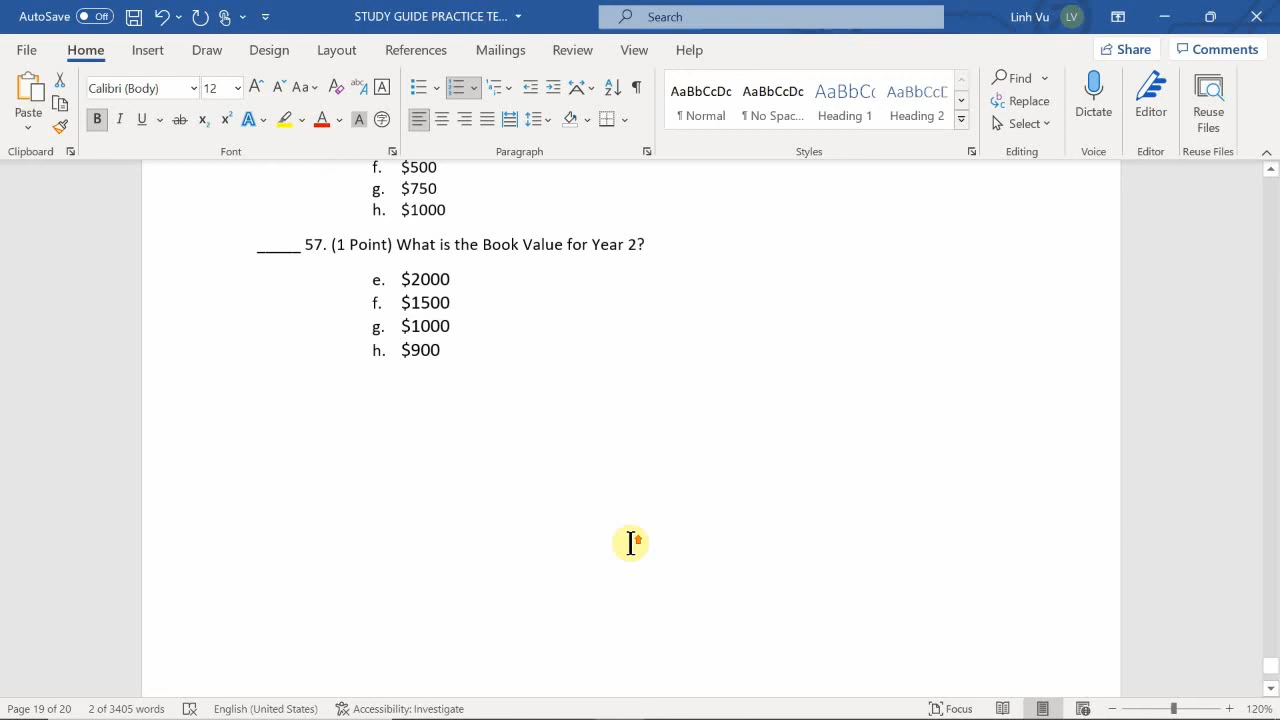 AutoSave Off STUDY GUIDE PRACTICE TE... Search Linh Vu LV
File Home Insert Draw Design Layout References Mailings Review View Help Share Comments
Paste Calibri (Body) 12 Aa Find Replace Select Dictate Editor Reuse Files
AaBbCcDc AaBbCcDc AaBbCc AaBbCcC
¶ Normal ¶ No Spac... Heading 1 Heading 2
Clipboard Font Paragraph Styles Editing Voice Editor Reuse Files
f. $500
g. $750
h. $1000
_____ 57. (1 Point) What is the Book Value for Year 2?
e. $2000
f. $1500
g. $1000
h. $900
Page 19 of 20 2 of 3405 words English (United States) Accessibility: Investigate Focus 120%